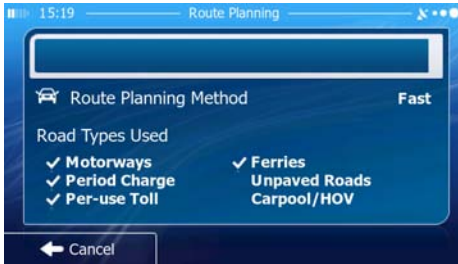 15:19 Route Planning
Route Planning Method Fast
Road Types Used
Motorways Ferries
Period Charge Unpaved Roads
Per-use Toll Carpool/HOV
Cancel